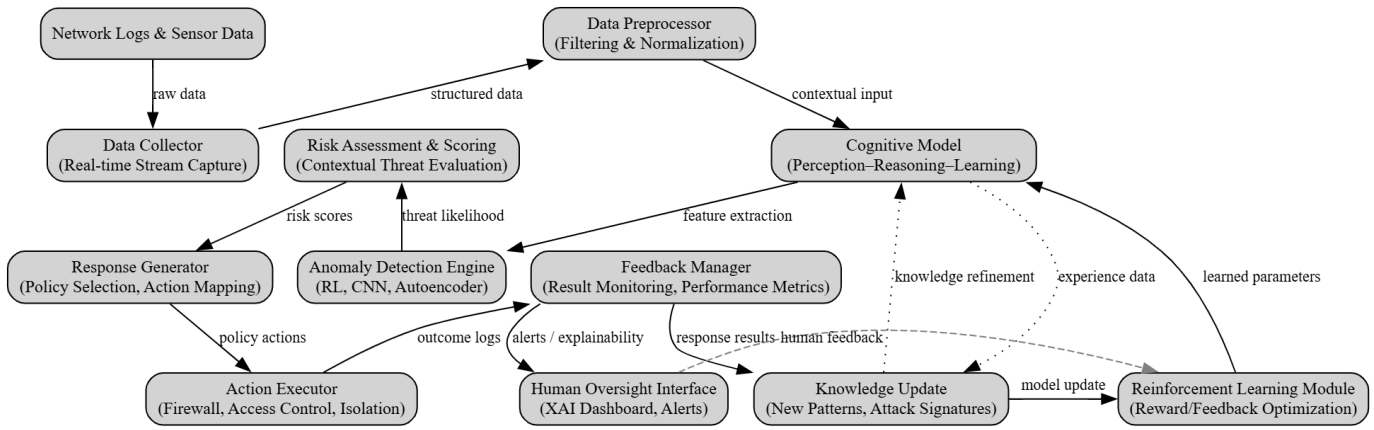 Network Logs & Sensor Data
Data Preprocessor
(Filtering & Normalization)
raw data
structured data
contextual input
Data Collector
(Real-time Stream Capture)
Risk Assessment & Scoring
(Contextual Threat Evaluation)
Cognitive Model
(Perception–Reasoning–Learning)
risk scores
threat likelihood
feature extraction
Response Generator
(Policy Selection, Action Mapping)
Anomaly Detection Engine
(RL, CNN, Autoencoder)
Feedback Manager
(Result Monitoring, Performance Metrics)
knowledge refinement
experience data
learned parameters
policy actions
outcome logs
alerts / explainability
response results
human feedback
Action Executor
(Firewall, Access Control, Isolation)
Human Oversight Interface
(XAI Dashboard, Alerts)
Knowledge Update
(New Patterns, Attack Signatures)
model update
Reinforcement Learning Module
(Reward/Feedback Optimization)